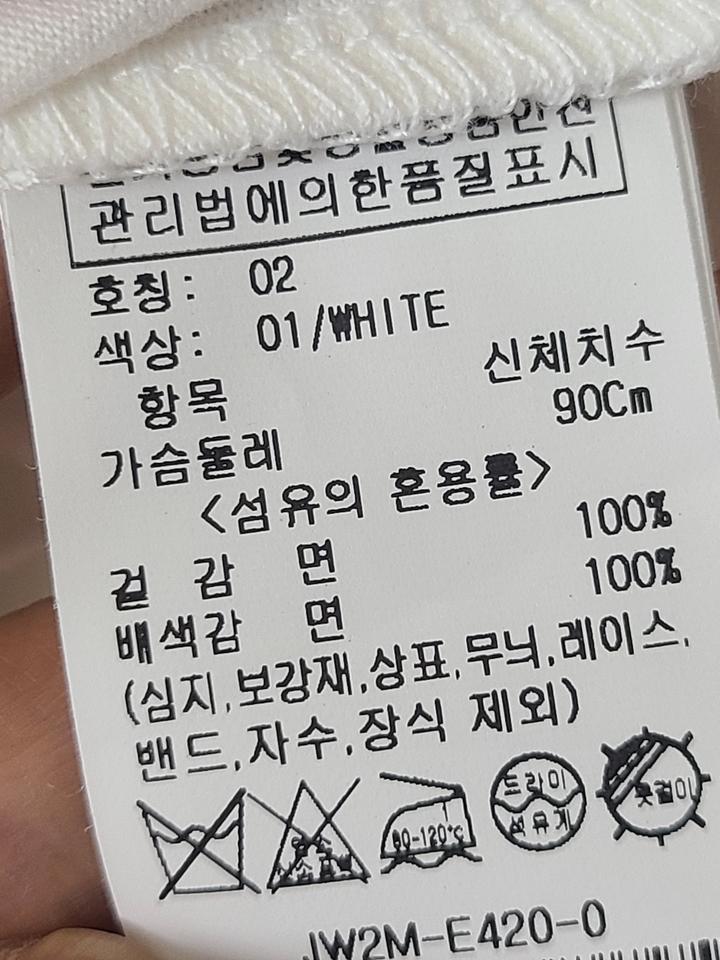 관리법에의한품질표시
호칭: 02
색상: 01/WHITE
항목 신체치수
가슴둘레 90Cm
<섬유의 혼용률>
겉 감 면 100%
배색감 면 100%
(심지,보강재,상표,무늬,레이스,
밴드,자수,장식 제외)
80-120℃
드라이
석유계
옷걸이
JW2M-E420-0